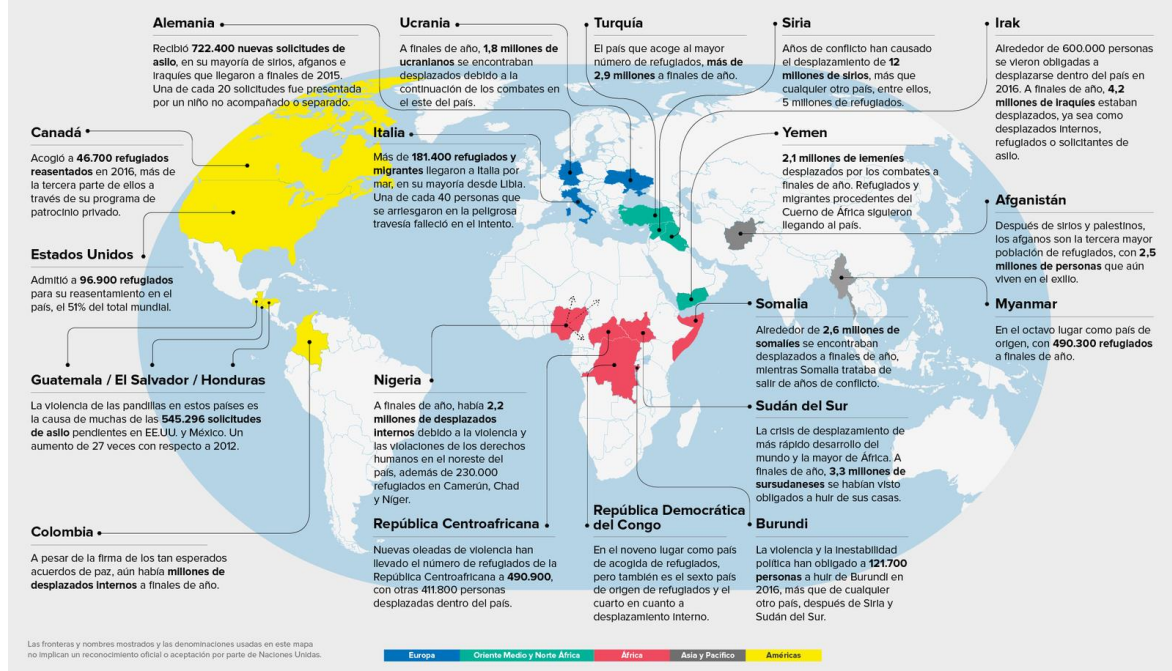 Alemania
Recibió 722.400 nuevas solicitudes de
asilo, en su mayoría de sirios, afganos e
iraquíes que llegaron a finales de 2015.
Una de cada 20 solicitudes fue presentada
por un niño no acompañado o separado.
Ucrania
A finales de año, 1,8 millones de
ucranianos se encontraban
desplazados debido a la
continuación de los combates en
el este del país.
Turquía
El país que acoge al mayor
número de refugiados, más de
2,9 millones a finales de año.
Siria
Años de conflicto han causado
el desplazamiento de 12
millones de sirios, más que
cualquier otro país, entre ellos,
5 millones de refugiados.
Irak
Alrededor de 600.000 personas
se vieron obligadas a
desplazarse dentro del país en
2016. A finales de año, 4,2
millones de iraquíes estaban
desplazados, ya sea como
desplazados internos,
refugiados o solicitantes de
asilo.
Canadá
Acogió a 46.700 refugiados
reasentados en 2016, más de
la tercera parte de ellos a
través de su programa de
patrocinio privado.
Italia
Más de 181.400 refugiados y
migrantes llegaron a Italia por
mar, en su mayoría desde Libia.
Una de cada 40 personas que
se arriesgaron en la peligrosa
travesía falleció en el intento.
Yemen
2,1 millones de iemeníes
desplazados por los combates a
finales de año. Refugiados y
migrantes procedentes del
Cuerno de África siguieron
llegando al país.
Afganistán
Después de sirios y palestinos,
los afganos son la tercera mayor
población de refugiados, con 2,5
millones de personas que aún
viven en el exilio.
Estados Unidos
Admitió a 96.900 refugiados
para su reasentamiento en el
país, el 51% del total mundial.
Somalia
Alrededor de 2,6 millones de
somalíes se encontraban
desplazados a finales de año,
mientras Somalia trataba de
salir de años de conflicto.
Myanmar
En el octavo lugar como país de
origen, con 490.300 refugiados
a finales de año.
Guatemala / El Salvador / Honduras
La violencia de las pandillas en estos países es
la causa de muchas de las 545.296 solicitudes
de asilo pendientes en EE.UU. y México. Un
aumento de 27 veces con respecto a 2012.
Nigeria
A finales de año, había 2,2
millones de desplazados
internos debido a la violencia y
las violaciones de los derechos
humanos en el noreste del
país, además de 230.000
refugiados en Camerún, Chad
y Níger.
Sudán del Sur
La crisis de desplazamiento de
más rápido desarrollo del
mundo y la mayor de África. A
finales de año, 3,3 millones de
sursudaneses se habían visto
obligados a huir de sus casas.
Colombia
A pesar de la firma de los tan esperados
acuerdos de paz, aún había millones de
desplazados internos a finales de año.
República Centroafricana
Nuevas oleadas de violencia han
llevado el número de refugiados de la
República Centroafricana a 490.900,
con otras 411.800 personas
desplazadas dentro del país.
República Democrática
del Congo
En el noveno lugar como país
de acogida de refugiados,
pero también es el sexto país
de origen de refugiados y el
cuarto en cuanto a
desplazamiento interno.
Burundi
La violencia y la inestabilidad
política han obligado a 121.700
personas a huir de Burundi en
2016, más que de cualquier
otro país, después de Siria y
Sudán del Sur.
Las fronteras y nombres mostrados y las denominaciones usadas en este mapa
no implican un reconocimiento oficial o aceptación por parte de Naciones Unidas.
Europa
Oriente Medio y Norte África
África
Asia y Pacífico
Américas